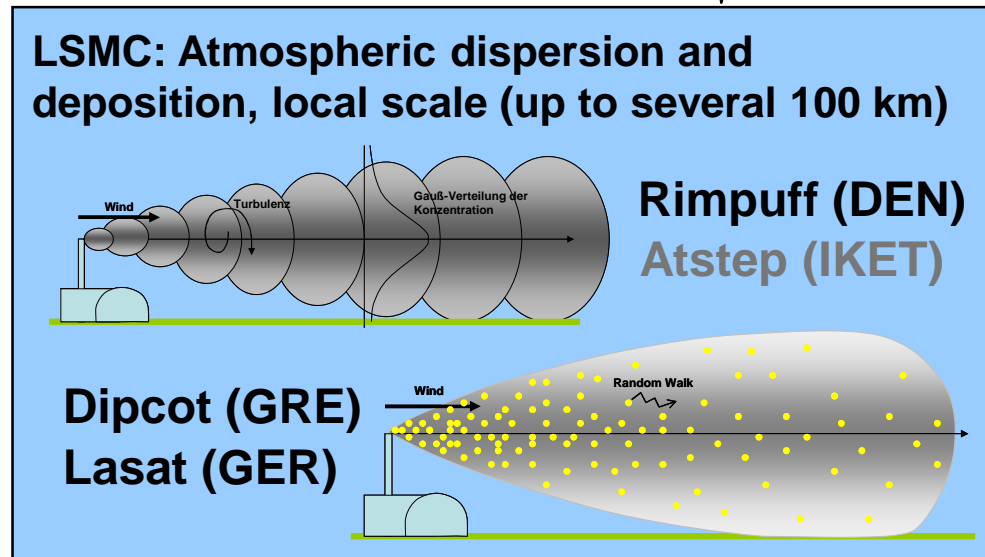 LSMC: Atmospheric dispersion and
deposition, local scale (up to several 100 km)
Wind
Turbulenz
Gauß-Verteilung der
Konzentration
Rimpuff (DEN)
Atstep (IKET)
Dipcot (GRE)
Lasat (GER)
Wind
Random Walk